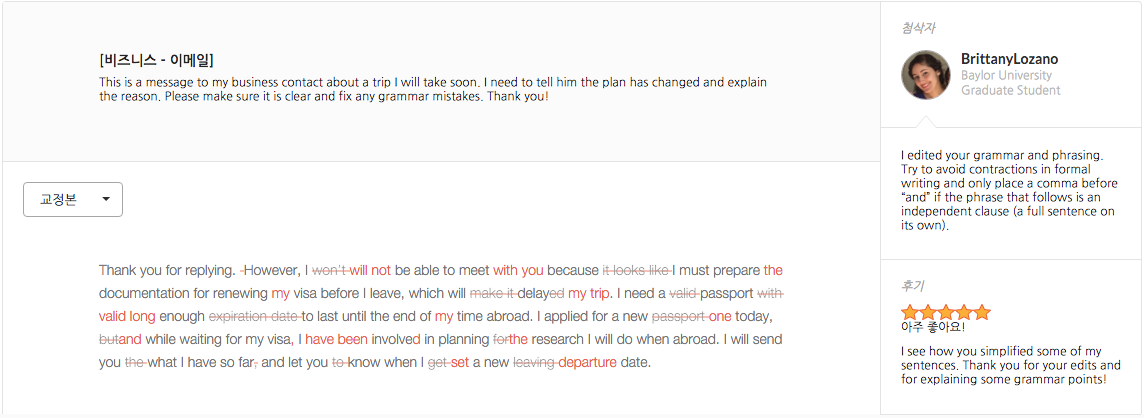 [비즈니스 - 이메일]
This is a message to my business contact about a trip I will take soon. I need to tell him the plan has changed and explain
the reason. Please make sure it is clear and fix any grammar mistakes. Thank you!
교정본
Thank you for replying. -However, I won't will not be able to meet with you because it looks like I must prepare the
documentation for renewing my visa before I leave, which will make it delayed my trip. I need a valid passport with
valid long enough expiration date to last until the end of my time abroad. I applied for a new passport one today,
butand while waiting for my visa, I have been involved in planning forthe research I will do when abroad. I will send
you the what I have so far, and let you to know when I get set a new leaving departure date.
첨삭자
BrittanyLozano
Baylor University
Graduate Student
I edited your grammar and phrasing.
Try to avoid contractions in formal
writing and only place a comma before
“and” if the phrase that follows is an
independent clause (a full sentence on
its own).
후기
아주 좋아요!
I see how you simplified some of my
sentences. Thank you for your edits and
for explaining some grammar points!